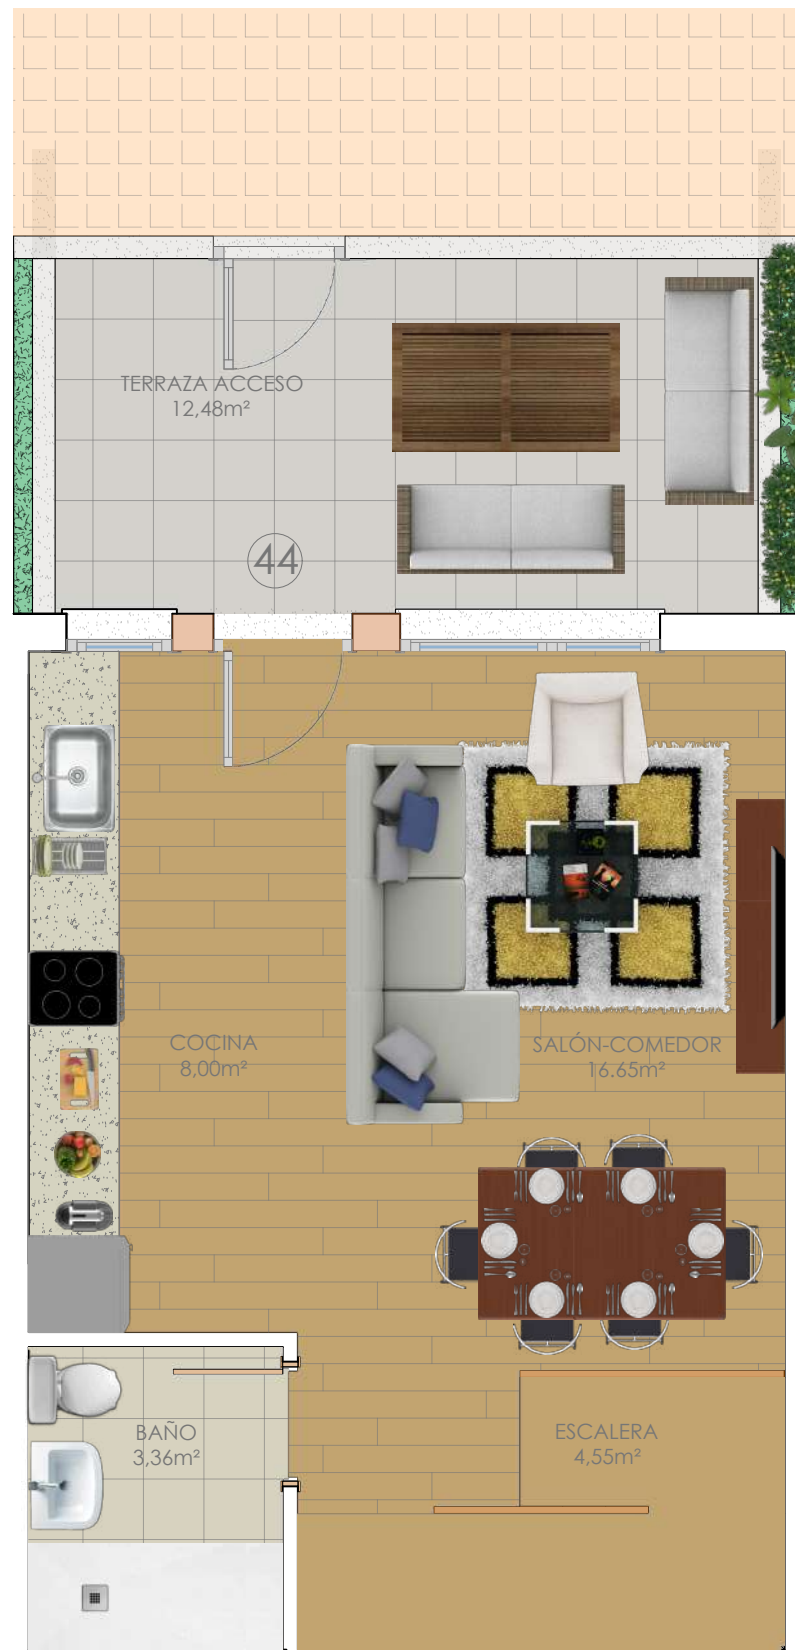 TERRAZA ACCESO
12,48m²
44
COCINA
8,00m²
SALÓN-COMEDOR
16.65m²
BAÑO
3,36m²
ESCALERA
4,55m²